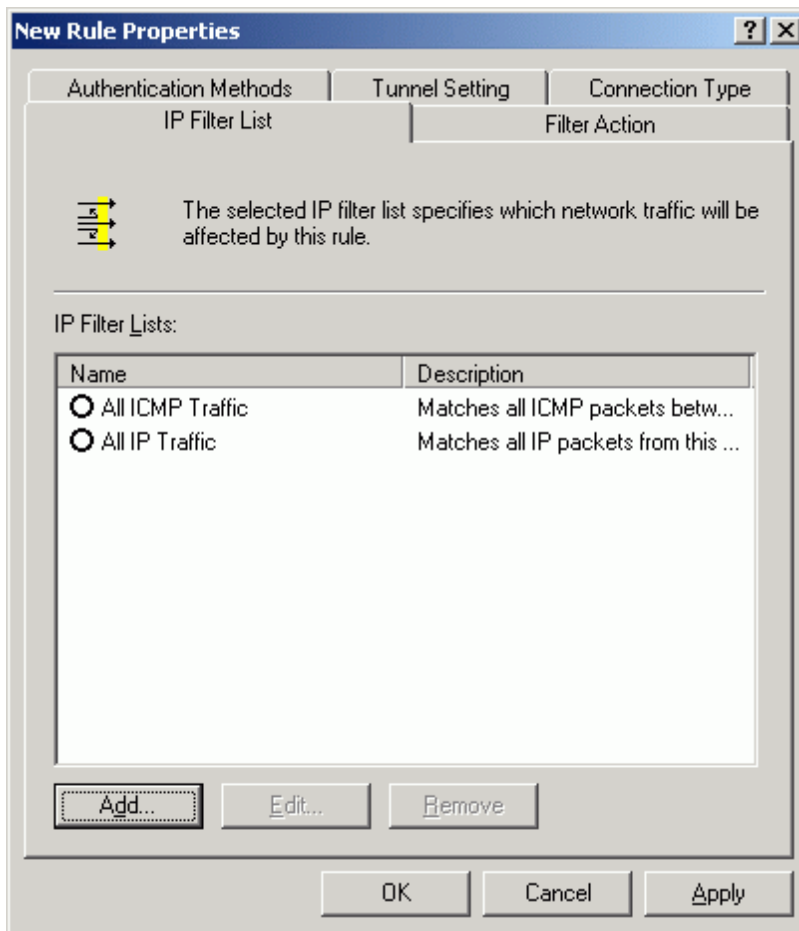 New Rule Properties
Authentication Methods Tunnel Setting Connection Type
IP Filter List Filter Action
The selected IP filter list specifies which network traffic will be
affected by this rule.
IP Filter Lists:
Name Description
All ICMP Traffic Matches all ICMP packets betw...
All IP Traffic Matches all IP packets from this ...
Add... Edit... Remove
OK Cancel Apply